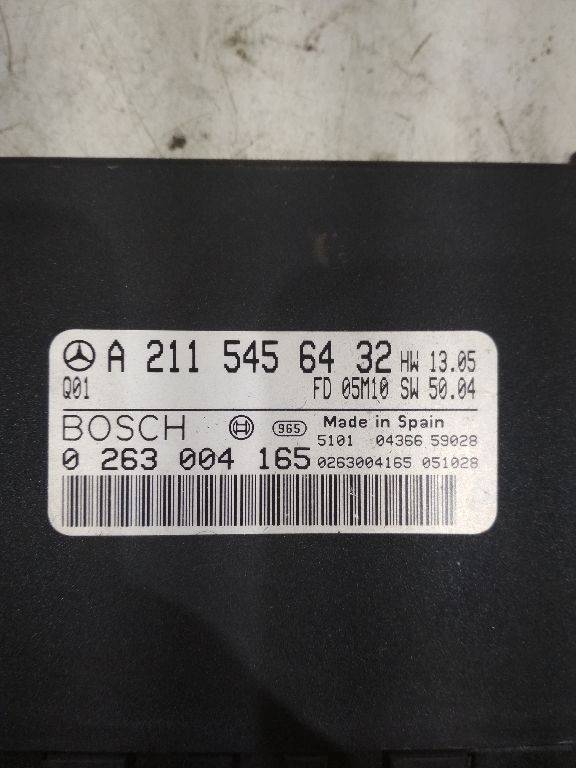 A 211 545 64 32 HW 13.05
Q01 FD 05M10 SW 50.04
BOSCH 965 Made in Spain
5101 04366 59028
0 263 004 165 0263004165 051028